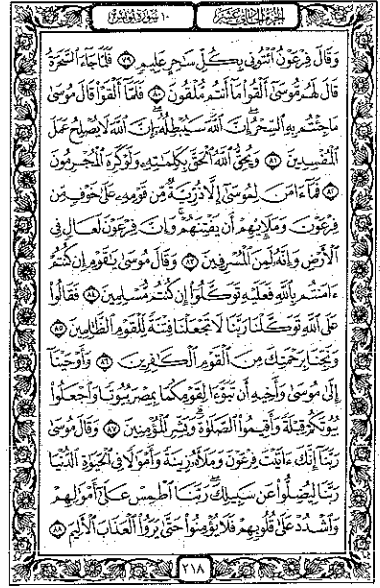 الجزء الحادي عشر
١٠ سورة يونس
وَقَالَ فِرْعَوْنُ ٱئْتُونِى بِكُلِّ سَٰحِرٍ عَلِيمٍ ٧٩ فَلَمَّا جَآءَ ٱلسَّحَرَةُ
قَالَ لَهُم مُّوسَىٰٓ أَلْقُوا۟ مَآ أَنتُم مُّلْقُونَ ٨٠ فَلَمَّآ أَلْقَوْا۟ قَالَ مُوسَىٰ
مَا جِئْتُم بِهِ ٱلسِّحْرُ إِنَّ ٱللَّهَ سَيُبْطِلُهُۥٓ إِنَّ ٱللَّهَ لَا يُصْلِحُ عَمَلَ
ٱلْمُفْسِدِينَ ٨١ وَيُحِقُّ ٱللَّهُ ٱلْحَقَّ بِكَلِمَٰتِهِۦ وَلَوْ كَرِهَ ٱلْمُجْرِمُونَ
٨٢ فَمَآ ءَامَنَ لِمُوسَىٰٓ إِلَّا ذُرِّيَّةٌ مِّن قَوْمِهِۦ عَلَىٰ خَوْفٍ مِّن
فِرْعَوْنَ وَمَلَإِي۟هِمْ أَن يَفْتِنَهُمْ وَإِنَّ فِرْعَوْنَ لَعَالٍ فِى
ٱلْأَرْضِ وَإِنَّهُۥ لَمِنَ ٱلْمُسْرِفِينَ ٨٣ وَقَالَ مُوسَىٰ يَٰقَوْمِ إِن كُنتُمْ
ءَامَنتُم بِٱللَّهِ فَعَلَيْهِ تَوَكَّلُوٓا۟ إِن كُنتُم مُّسْلِمِينَ ٨٤ فَقَالُوا۟
عَلَى ٱللَّهِ تَوَكَّلْنَا رَبَّنَا لَا تَجْعَلْنَا فِتْنَةً لِّلْقَوْمِ ٱلظَّٰلِمِينَ ٨٥
وَنَجِّنَا بِرَحْمَتِكَ مِنَ ٱلْقَوْمِ ٱلْكَٰفِرِينَ ٨٦ وَأَوْحَيْنَآ
إِلَىٰ مُوسَىٰ وَأَخِيهِ أَن تَبَوَّءَا لِقَوْمِكُمَا بِمِصْرَ بُيُوتًا وَٱجْعَلُوا۟
بُيُوتَكُمْ قِبْلَةً وَأَقِيمُوا۟ ٱلصَّلَوٰةَ وَبَشِّرِ ٱلْمُؤْمِنِينَ ٨٧ وَقَالَ مُوسَىٰ
رَبَّنَآ إِنَّكَ ءَاتَيْتَ فِرْعَوْنَ وَمَلَأَهُۥ زِينَةً وَأَمْوَٰلًا فِى ٱلْحَيَوٰةِ ٱلدُّنْيَا
رَبَّنَا لِيُضِلُّوا۟ عَن سَبِيلِكَ رَبَّنَا ٱطْمِسْ عَلَىٰٓ أَمْوَٰلِهِمْ
وَٱشْدُدْ عَلَىٰ قُلُوبِهِمْ فَلَا يُؤْمِنُوا۟ حَتَّىٰ يَرَوُا۟ ٱلْعَذَابَ ٱلْأَلِيمَ ٨٨
٢١٨